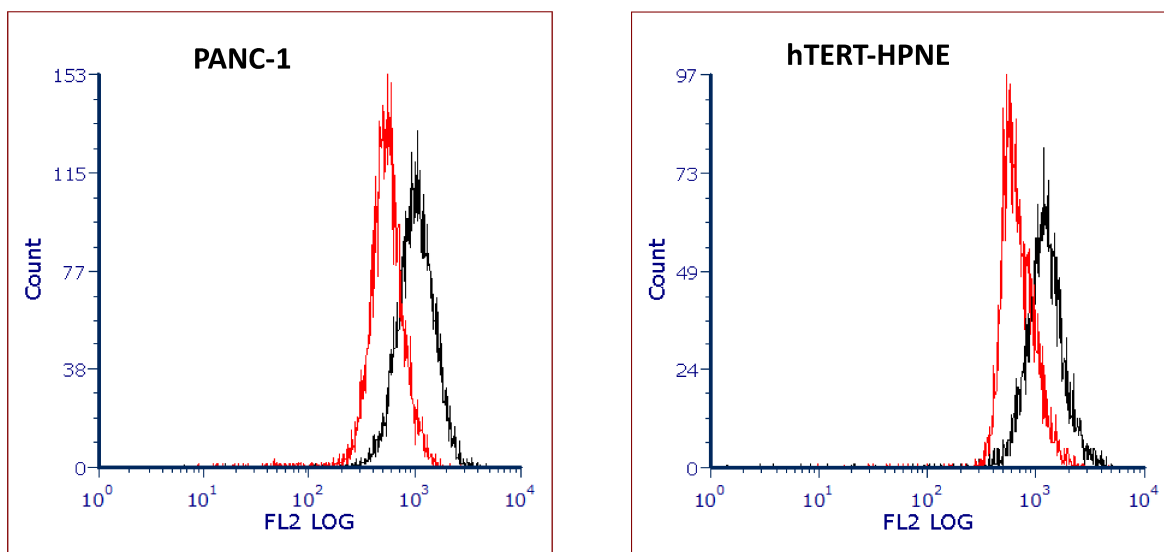 PANC-1
153
115
77
38
0
Count
10⁰ 10¹ 10² 10³ 10⁴
FL2 LOG
hTERT-HPNE
97
73
49
24
0
Count
10⁰ 10¹ 10² 10³ 10⁴
FL2 LOG